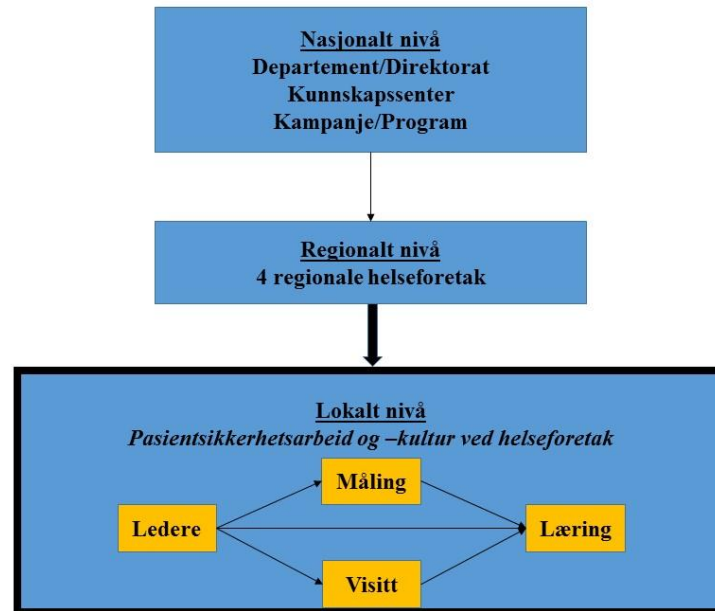 Nasjonalt nivå
Departement/Direktorat
Kunnskapssenter
Kampanje/Program
Regionalt nivå
4 regionale helseforetak
Lokalt nivå
Pasientsikkerhetsarbeid og –kultur ved helseforetak
Måling
Ledere
Læring
Visitt